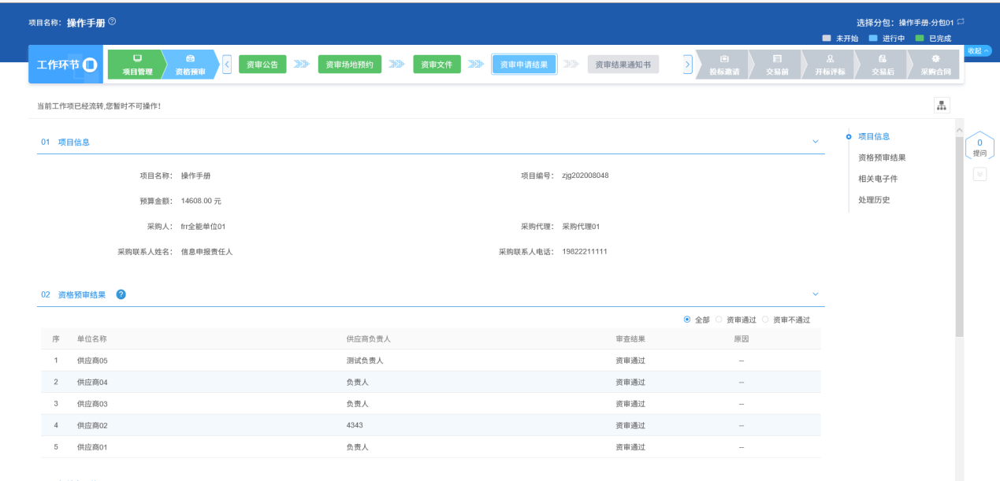 项目名称: 操作手册
选择分包: 操作手册-分包01
未开始 进行中 已完成
收起
工作环节 项目管理 资格预审 资审公告 资审场地预约 资审文件 资审申请结果 资审结果通知书 投标邀请 交易前 开标评标 交易后 采购合同
当前工作项已经流转,您暂时不可操作!
01 项目信息
项目信息
资格预审结果
相关电子件
处理历史
0
提问
项目名称: 操作手册 项目编号: zjg202008048
预算金额: 14608.00 元
采购人: frr全能单位01 采购代理: 采购代理01
采购联系人姓名: 信息申报责任人 采购联系人电话: 19822211111
02 资格预审结果 ?
全部 资审通过 资审不通过
序 单位名称 供应商负责人 审查结果 原因
1 供应商05 测试负责人 资审通过 --
2 供应商04 负责人 资审通过 --
3 供应商03 负责人 资审通过 --
4 供应商02 4343 资审通过 --
5 供应商01 负责人 资审通过 --